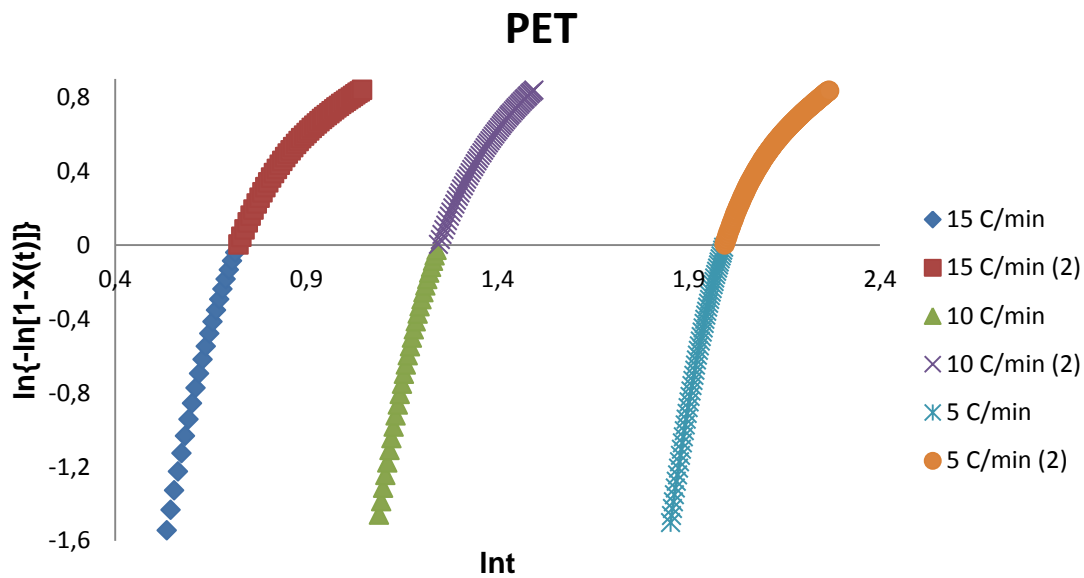 PET
0,8
0,4
0
-0,4
-0,8
-1,2
-1,6
0,4 0,9 1,4 1,9 2,4
ln{-ln[1-X(t)]}
lnt
15 C/min
15 C/min (2)
10 C/min
10 C/min (2)
5 C/min
5 C/min (2)